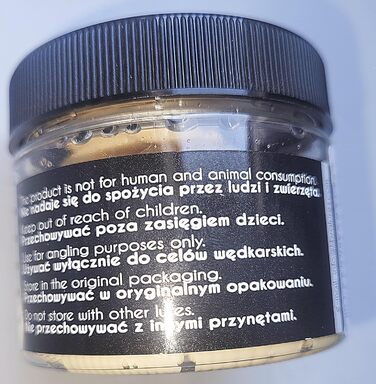 The product is not for human and animal consumption.
Nie nadaje się do spożycia przez ludzi i zwierzęta.
Keep out of reach of children.
Przechowywać poza zasięgiem dzieci.
Use for angling purposes only.
Używać wyłącznie do celów wędkarskich.
Store in the original packaging.
Przechowywać w oryginalnym opakowaniu.
Do not store with other lures.
Nie przechowywać z innymi przynętami.